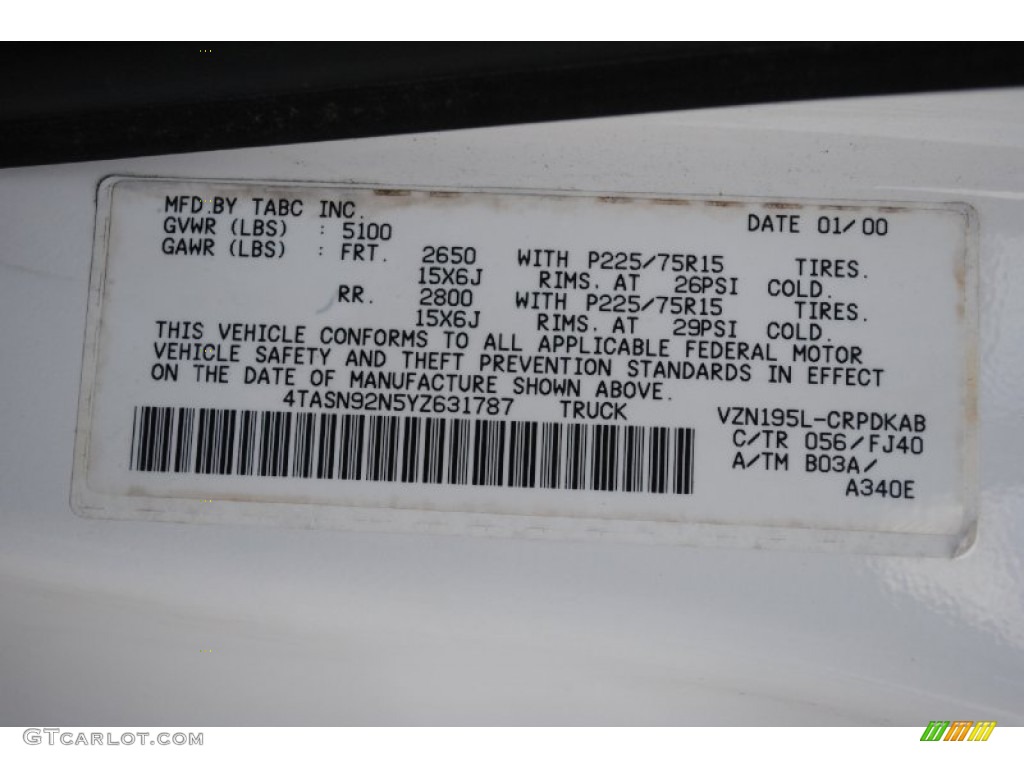 MFD.BY TABC INC. DATE 01/00
GVWR (LBS) : 5100
GAWR (LBS) : FRT. 2650 WITH P225/75R15 TIRES.
15X6J RIMS. AT 26PSI COLD.
RR. 2800 WITH P225/75R15 TIRES.
15X6J RIMS. AT 29PSI COLD.
THIS VEHICLE CONFORMS TO ALL APPLICABLE FEDERAL MOTOR
VEHICLE SAFETY AND THEFT PREVENTION STANDARDS IN EFFECT
ON THE DATE OF MANUFACTURE SHOWN ABOVE.
4TASN92N5YZ631787 TRUCK VZN195L-CRPDKAB
C/TR 056/FJ40
A/TM B03A/
A340E
GTCarlot.com